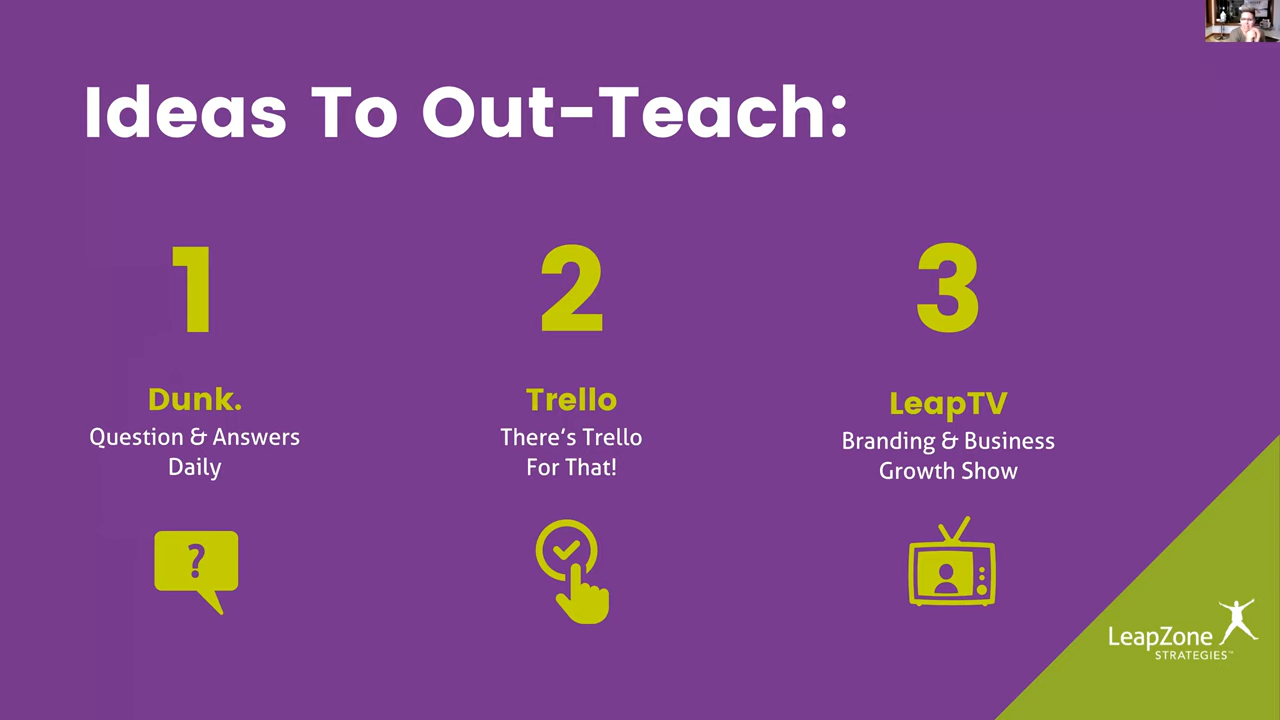 Ideas To Out-Teach:
1
Dunk.
Question & Answers
Daily
?
2
Trello
There's Trello
For That!
3
LeapTV
Branding & Business
Growth Show
LeapZone
STRATEGIES™